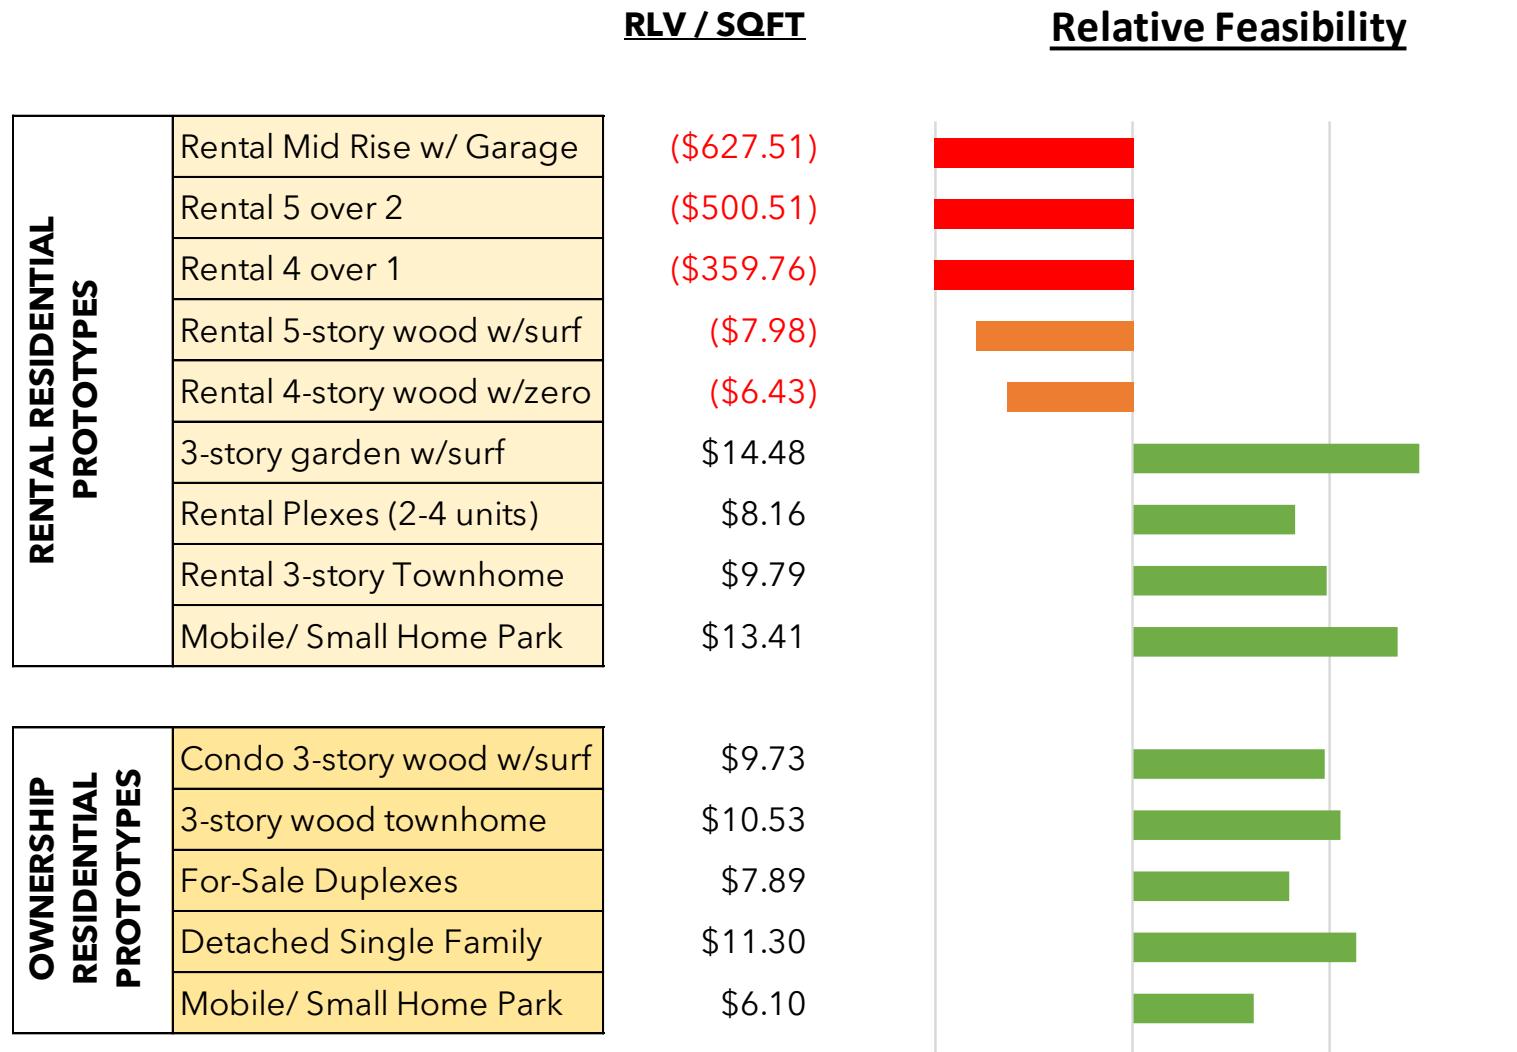 RLV / SQFT
Relative Feasibility
RENTAL RESIDENTIAL
PROTOTYPES
Rental Mid Rise w/ Garage ($627.51)
Rental 5 over 2 ($500.51)
Rental 4 over 1 ($359.76)
Rental 5-story wood w/surf ($7.98)
Rental 4-story wood w/zero ($6.43)
3-story garden w/surf $14.48
Rental Plexes (2-4 units) $8.16
Rental 3-story Townhome $9.79
Mobile/ Small Home Park $13.41
OWNERSHIP
RESIDENTIAL
PROTOTYPES
Condo 3-story wood w/surf $9.73
3-story wood townhome $10.53
For-Sale Duplexes $7.89
Detached Single Family $11.30
Mobile/ Small Home Park $6.10